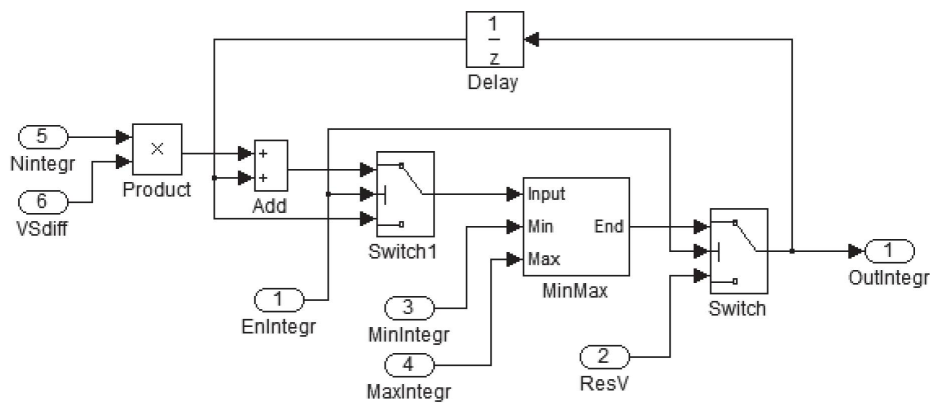 1
z
Delay
5
Nintegr
×
Product
6
VSdiff
+
+
Add
Switch1
Input
Min
Max
End
MinMax
Switch
1
OutIntegr
1
EnIntegr
3
MinIntegr
4
MaxIntegr
2
ResV